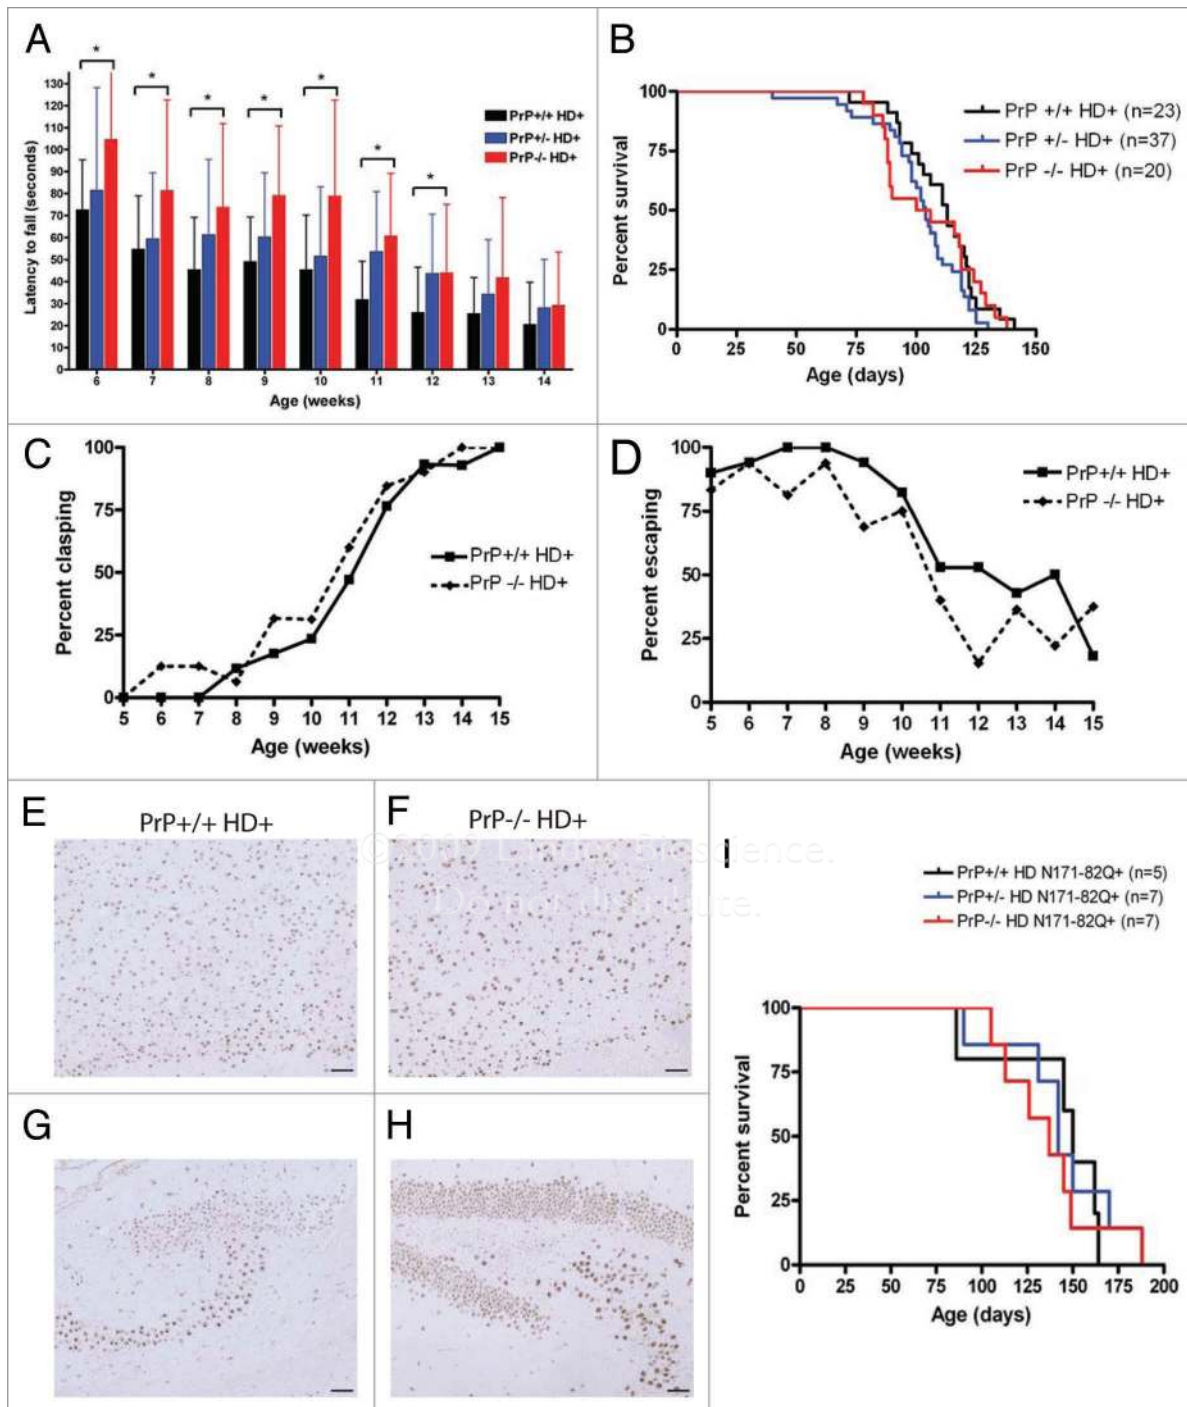 A
Latency to fall (seconds)
130
120
110
100
90
80
70
60
50
40
30
20
10
0
* * * * * * *
PrP+/+ HD+
PrP+/- HD+
PrP-/- HD+
6 7 8 9 10 11 12 13 14
Age (weeks)
B
Percent survival
100
75
50
25
0
PrP +/+ HD+ (n=23)
PrP +/- HD+ (n=37)
PrP -/- HD+ (n=20)
0 25 50 75 100 125 150
Age (days)
C
Percent clasping
100
75
50
25
0
PrP+/+ HD+
PrP -/- HD+
5 6 7 8 9 10 11 12 13 14 15
Age (weeks)
D
Percent escaping
100
75
50
25
0
PrP+/+ HD+
PrP -/- HD+
5 6 7 8 9 10 11 12 13 14 15
Age (weeks)
E
PrP+/+ HD+
F
PrP-/- HD+
G
H
I
PrP+/+ HD N171-82Q+ (n=5)
PrP+/- HD N171-82Q+ (n=7)
PrP-/- HD N171-82Q+ (n=7)
Percent survival
100
75
50
25
0
0 25 50 75 100 125 150 175 200
Age (days)